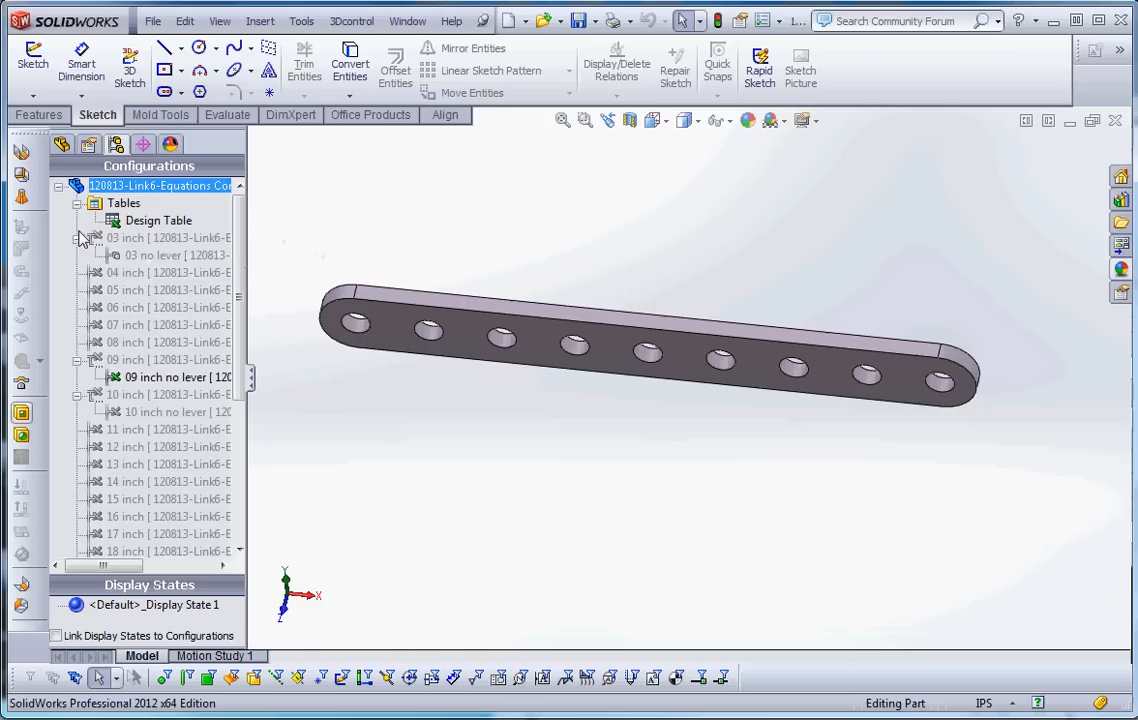 SOLIDWORKS File Edit View Insert Tools 3Dcontrol Window Help 1... Search Community Forum
Sketch Smart Dimension 3D Sketch Trim Entities Convert Entities Offset Entities Mirror Entities Linear Sketch Pattern Move Entities Display/Delete Relations Repair Sketch Quick Snaps Rapid Sketch Sketch Picture
Features Sketch Mold Tools Evaluate DimXpert Office Products Align
Configurations
120813-Link6-Equations Cor
Tables
Design Table
03 inch [ 120813-Link6-E
03 no lever [ 120813-
04 inch [ 120813-Link6-E
05 inch [ 120813-Link6-E
06 inch [ 120813-Link6-E
07 inch [ 120813-Link6-E
08 inch [ 120813-Link6-E
09 inch [ 120813-Link6-E
09 inch no lever [ 120
10 inch [ 120813-Link6-E
10 inch no lever [ 120
11 inch [ 120813-Link6-E
12 inch [ 120813-Link6-E
13 inch [ 120813-Link6-E
14 inch [ 120813-Link6-E
15 inch [ 120813-Link6-E
16 inch [ 120813-Link6-E
17 inch [ 120813-Link6-E
18 inch [ 120813-Link6-E
Display States
<Default>_Display State 1
Link Display States to Configurations
Y
X
Z
Model Motion Study 1
SolidWorks Professional 2012 x64 Edition Editing Part IPS